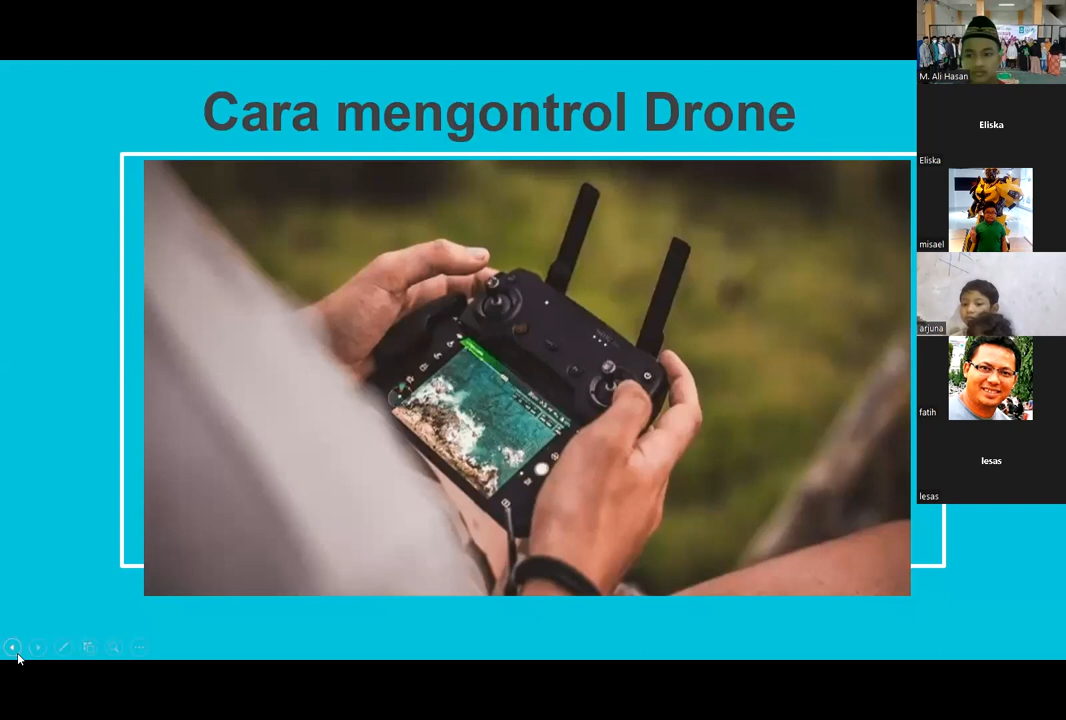 Cara mengontrol Drone
M. Ali Hasan
Eliska
Eliska
misael
arjuna
fatih
lesas
lesas